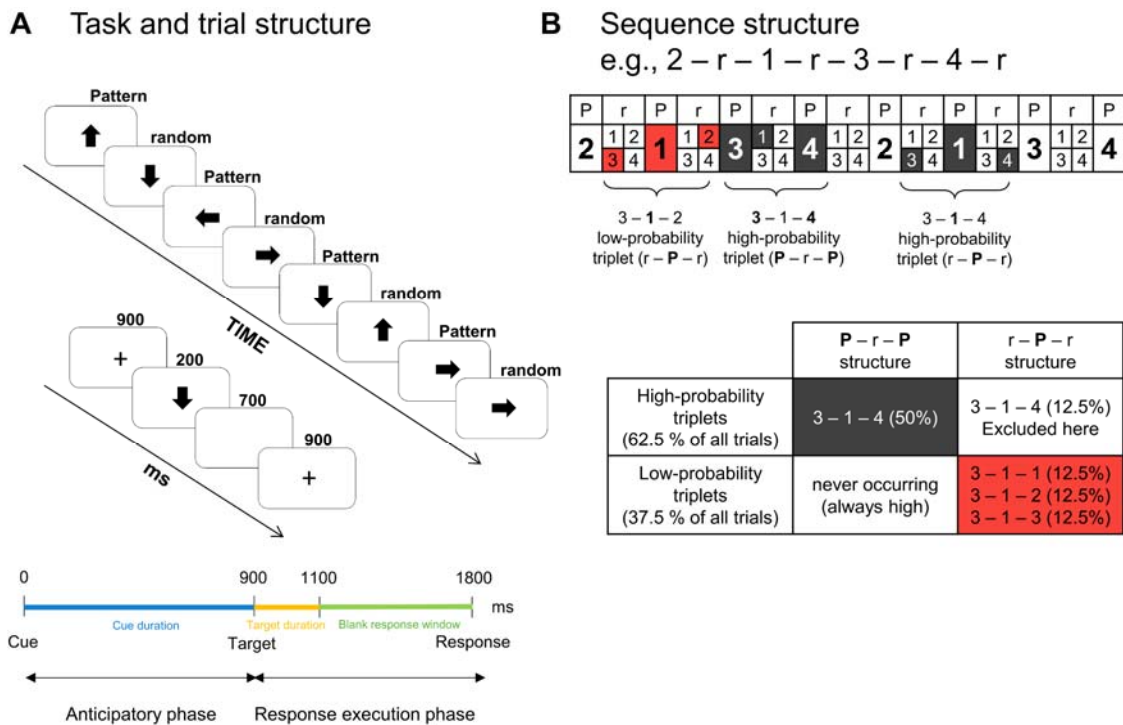 A Task and trial structure
Pattern
random
Pattern
random
Pattern
random
Pattern
random
TIME
900
+
200
700
900
+
ms
0 900 1100 1800
ms
Cue duration Target duration Blank response window
Cue Target Response
Anticipatory phase Response execution phase
B Sequence structure
e.g., 2 – r – 1 – r – 3 – r – 4 – r
P r P r P r P r P r P r P
2 1 2 1 1 2 3 1 2 4 1 2 2 1 2 1 1 2 3 1 2 4
3 4 3 4 3 4 3 4 3 4 3 4 3 4
3 – 1 – 2
low-probability
triplet (r – P – r)
3 – 1 – 4
high-probability
triplet (P – r – P)
3 – 1 – 4
high-probability
triplet (r – P – r)
P – r – P
structure
r – P – r
structure
High-probability
triplets
(62.5 % of all trials)
3 – 1 – 4 (50%)
3 – 1 – 4 (12.5%)
Excluded here
Low-probability
triplets
(37.5 % of all trials)
never occurring
(always high)
3 – 1 – 1 (12.5%)
3 – 1 – 2 (12.5%)
3 – 1 – 3 (12.5%)